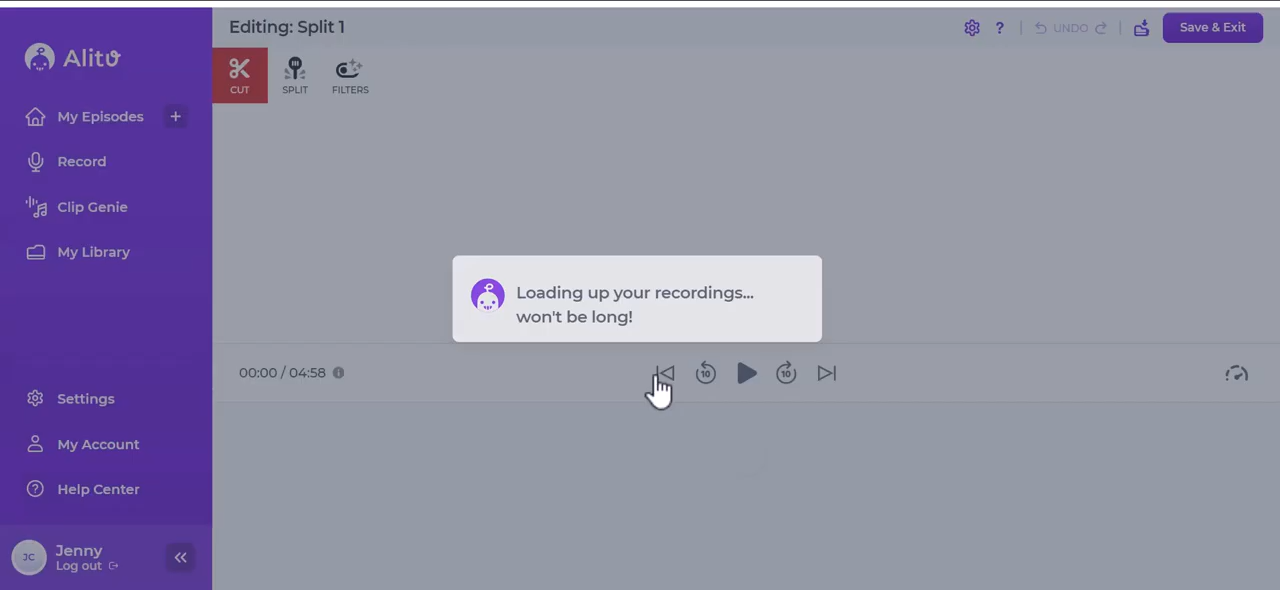 Alitu
My Episodes
Record
Clip Genie
My Library
Settings
My Account
Help Center
JC
Jenny
Log out
Editing: Split 1
?
UNDO
Save & Exit
CUT
SPLIT
FILTERS
Loading up your recordings...
won't be long!
00:00 / 04:58
10
10